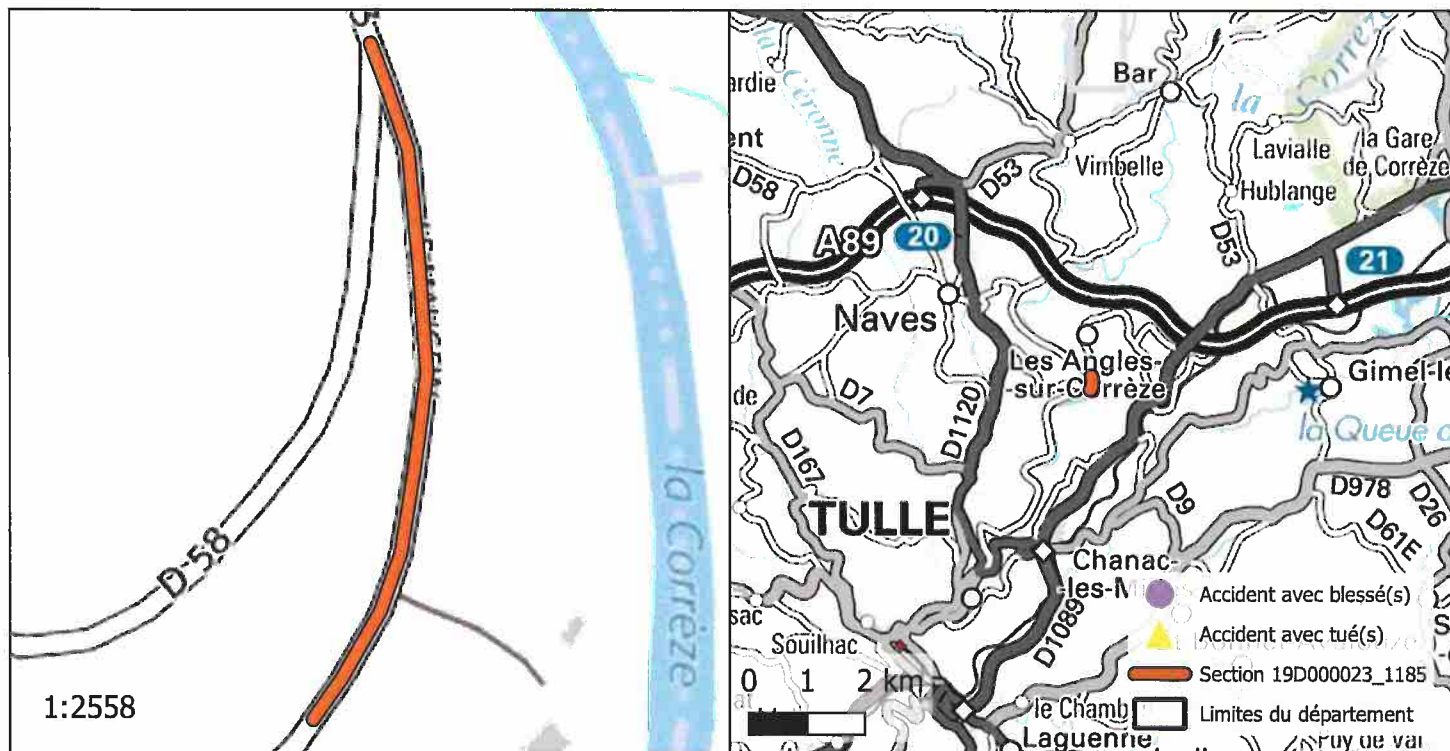 D 58
la Corrèze
1:2558
la Céronne
ardie
Bar
la Corrèze
ent
D58
D53
Vimbelle
Lavialle
la Gare
de Corrèze
Hublange
A89
20
D53
21
Naves
Les Angles-
-sur-Corrèze
Gimel-le
de
D7
D1120
la Queue
D167
TULLE
D9
D978
D26
D61E
Chanac-
-les-M
sac
Souilhac
D1089
Accident avec blessé(s)
Accident avec tué(s)
Section 19D000023_1185
Limites du département
0 1 2 km
le Chamb
Laguenne
Puy de Val